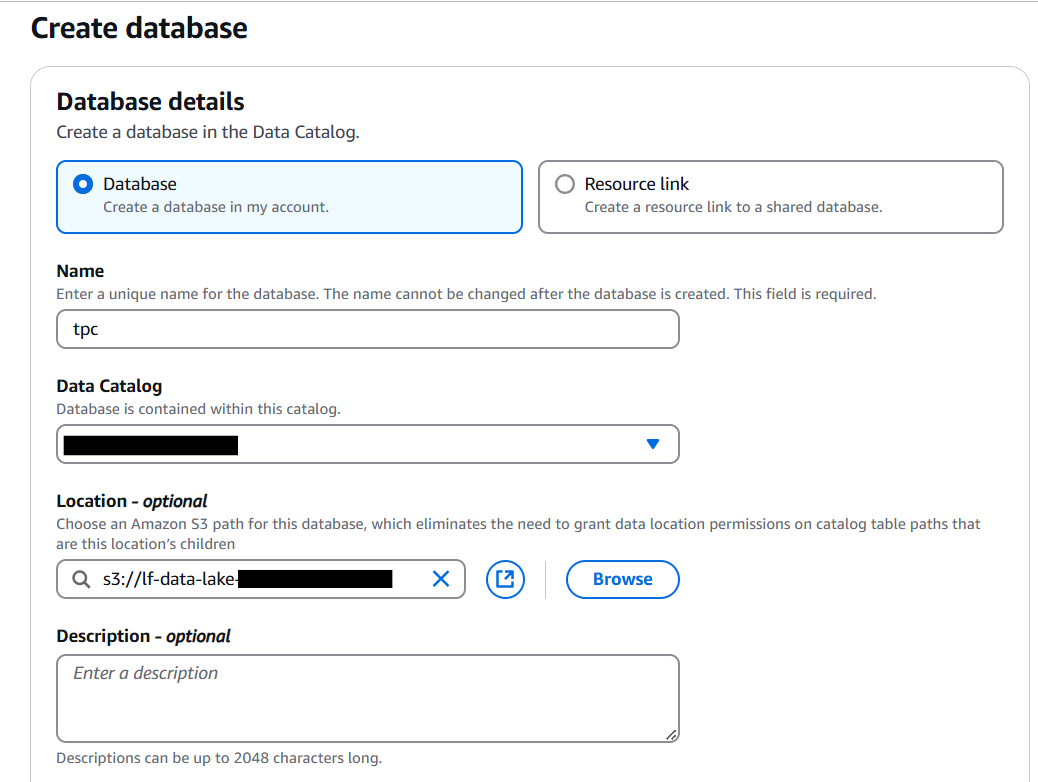 Create database
Database details
Create a database in the Data Catalog.
Database
Create a database in my account.
Resource link
Create a resource link to a shared database.
Name
Enter a unique name for the database. The name cannot be changed after the database is created. This field is required.
tpc
Data Catalog
Database is contained within this catalog.
Location - optional
Choose an Amazon S3 path for this database, which eliminates the need to grant data location permissions on catalog table paths that
are this location's children
s3://lf-data-lake-
Browse
Description - optional
Enter a description
Descriptions can be up to 2048 characters long.